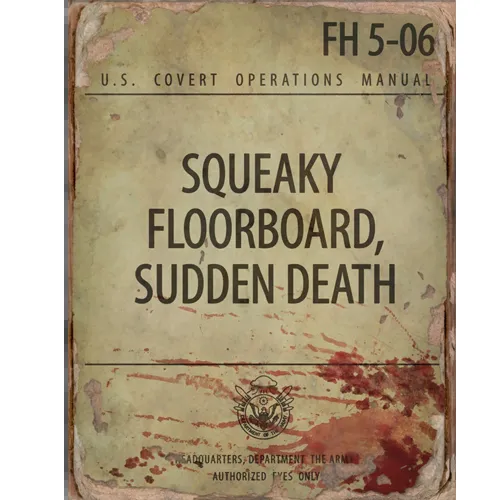 FH 5-06
U.S. COVERT OPERATIONS MANUAL
SQUEAKY
FLOORBOARD,
SUDDEN DEATH
HEADQUARTERS, DEPARTMENT THE ARMY
AUTHORIZED EYES ONLY